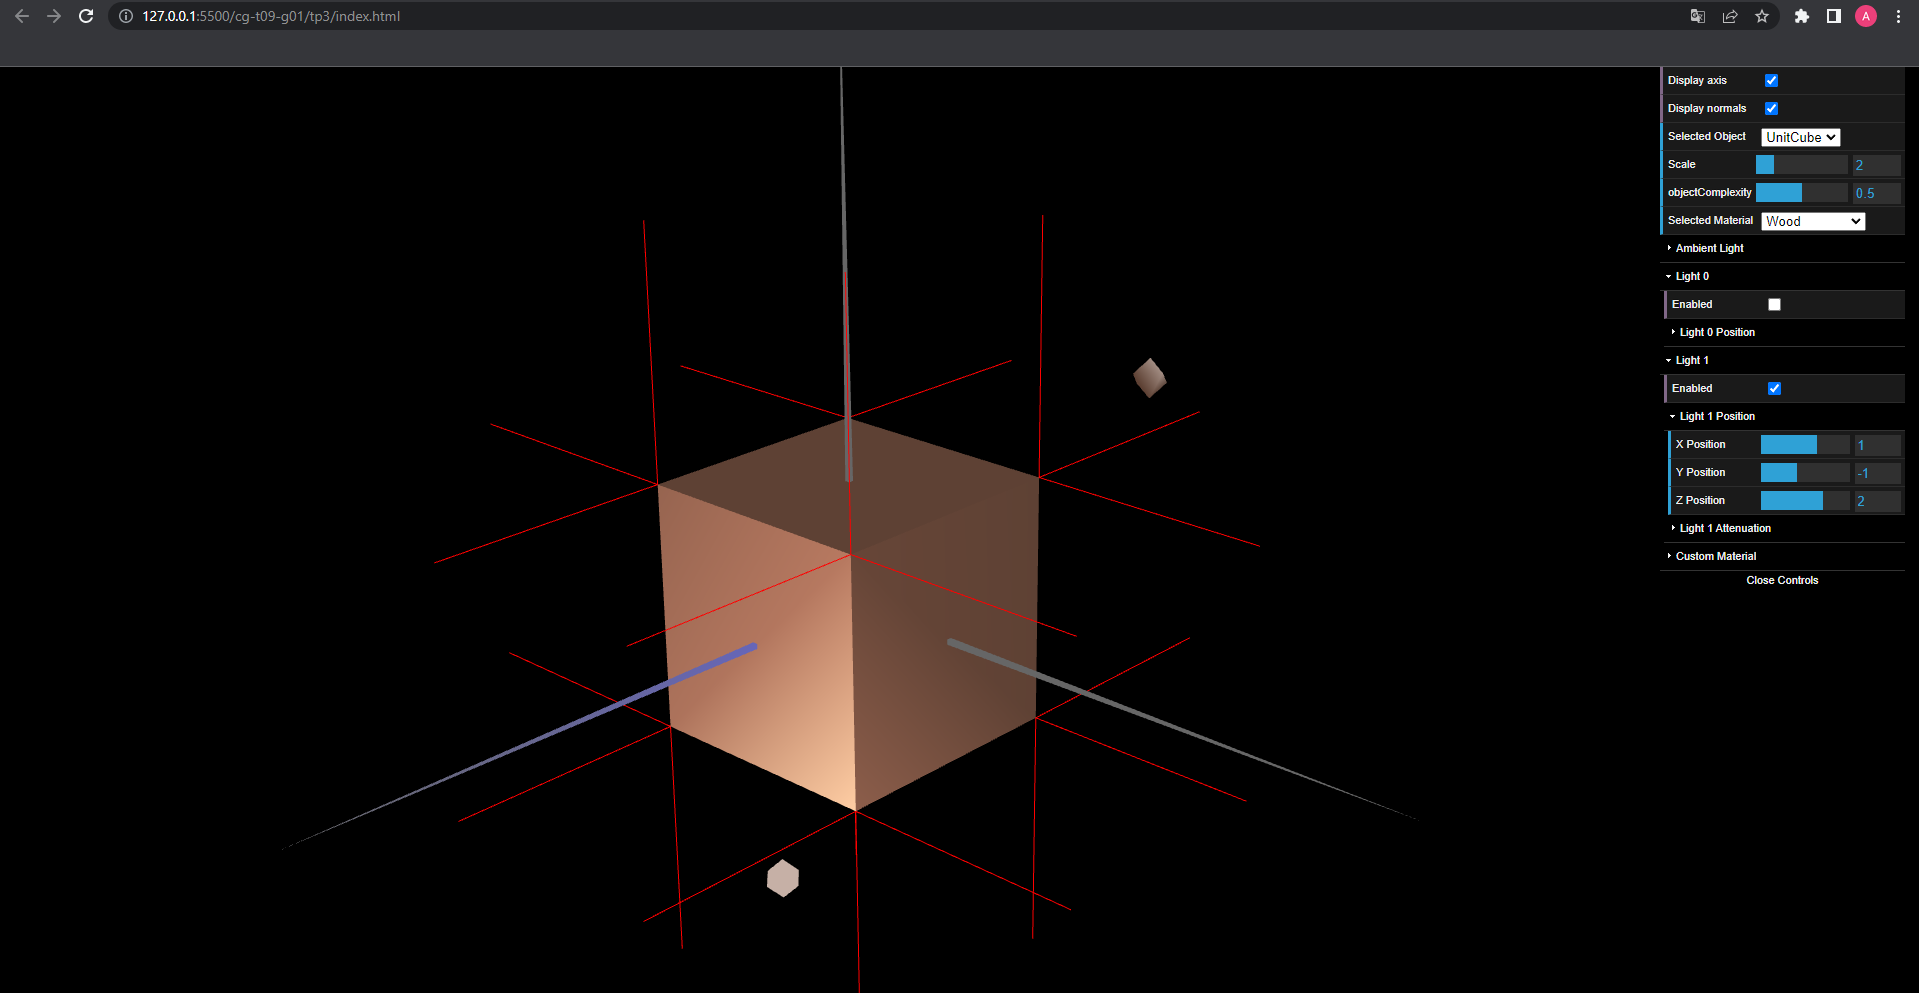 127.0.0.1:5500/cg-t09-g01/tp3/index.html
A
Display axis
Display normals
Selected Object UnitCube
Scale 2
objectComplexity 0.5
Selected Material Wood
Ambient Light
Light 0
Enabled
Light 0 Position
Light 1
Enabled
Light 1 Position
X Position 1
Y Position -1
Z Position 2
Light 1 Attenuation
Custom Material
Close Controls